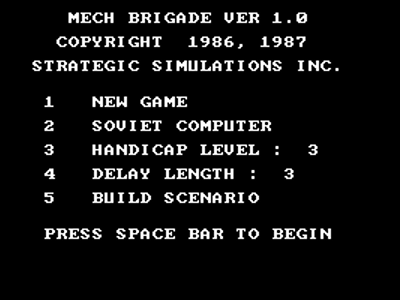 MECH BRIGADE VER 1.0
COPYRIGHT 1986, 1987
STRATEGIC SIMULATIONS INC.
1 NEW GAME
2 SOVIET COMPUTER
3 HANDICAP LEVEL : 3
4 DELAY LENGTH : 3
5 BUILD SCENARIO
PRESS SPACE BAR TO BEGIN